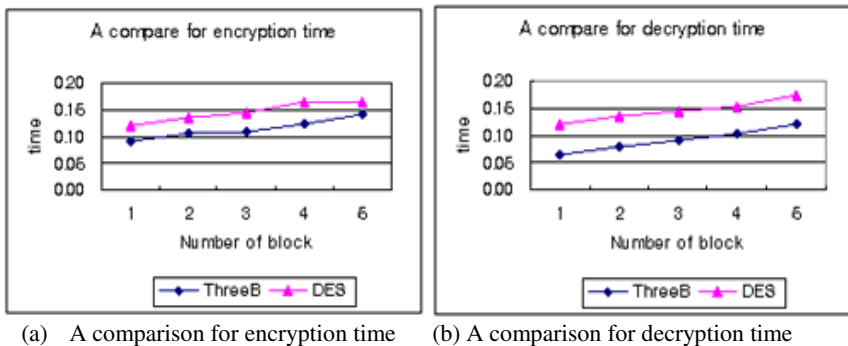 A compare for encryption time
0.20
0.15
0.10
0.05
0.00
time
1 2 3 4 5
Number of block
ThreeB DES
(a) A comparison for encryption time
A compare for decryption time
0.20
0.15
0.10
0.05
0.00
time
1 2 3 4 5
Number of block
ThreeB DES
(b) A comparison for decryption time